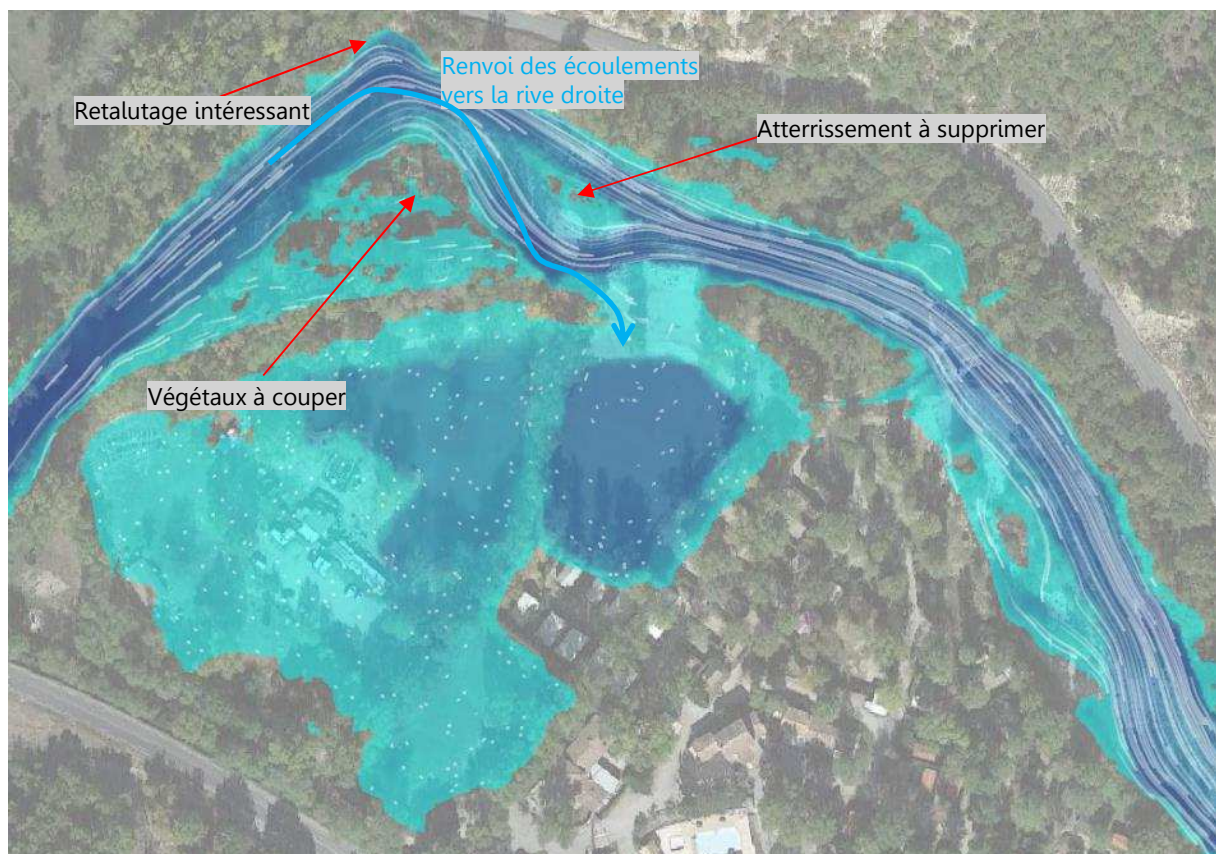 Renvoi des écoulements
vers la rive droite
Retalutage intéressant
Atterrissement à supprimer
Végétaux à couper